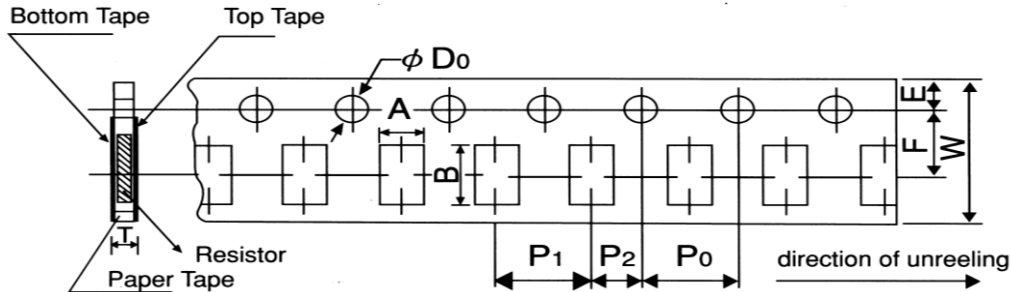 Bottom Tape
Top Tape
φ D0
A
B
E
F
W
T
Resistor
Paper Tape
P1
P2
P0
direction of unreeling